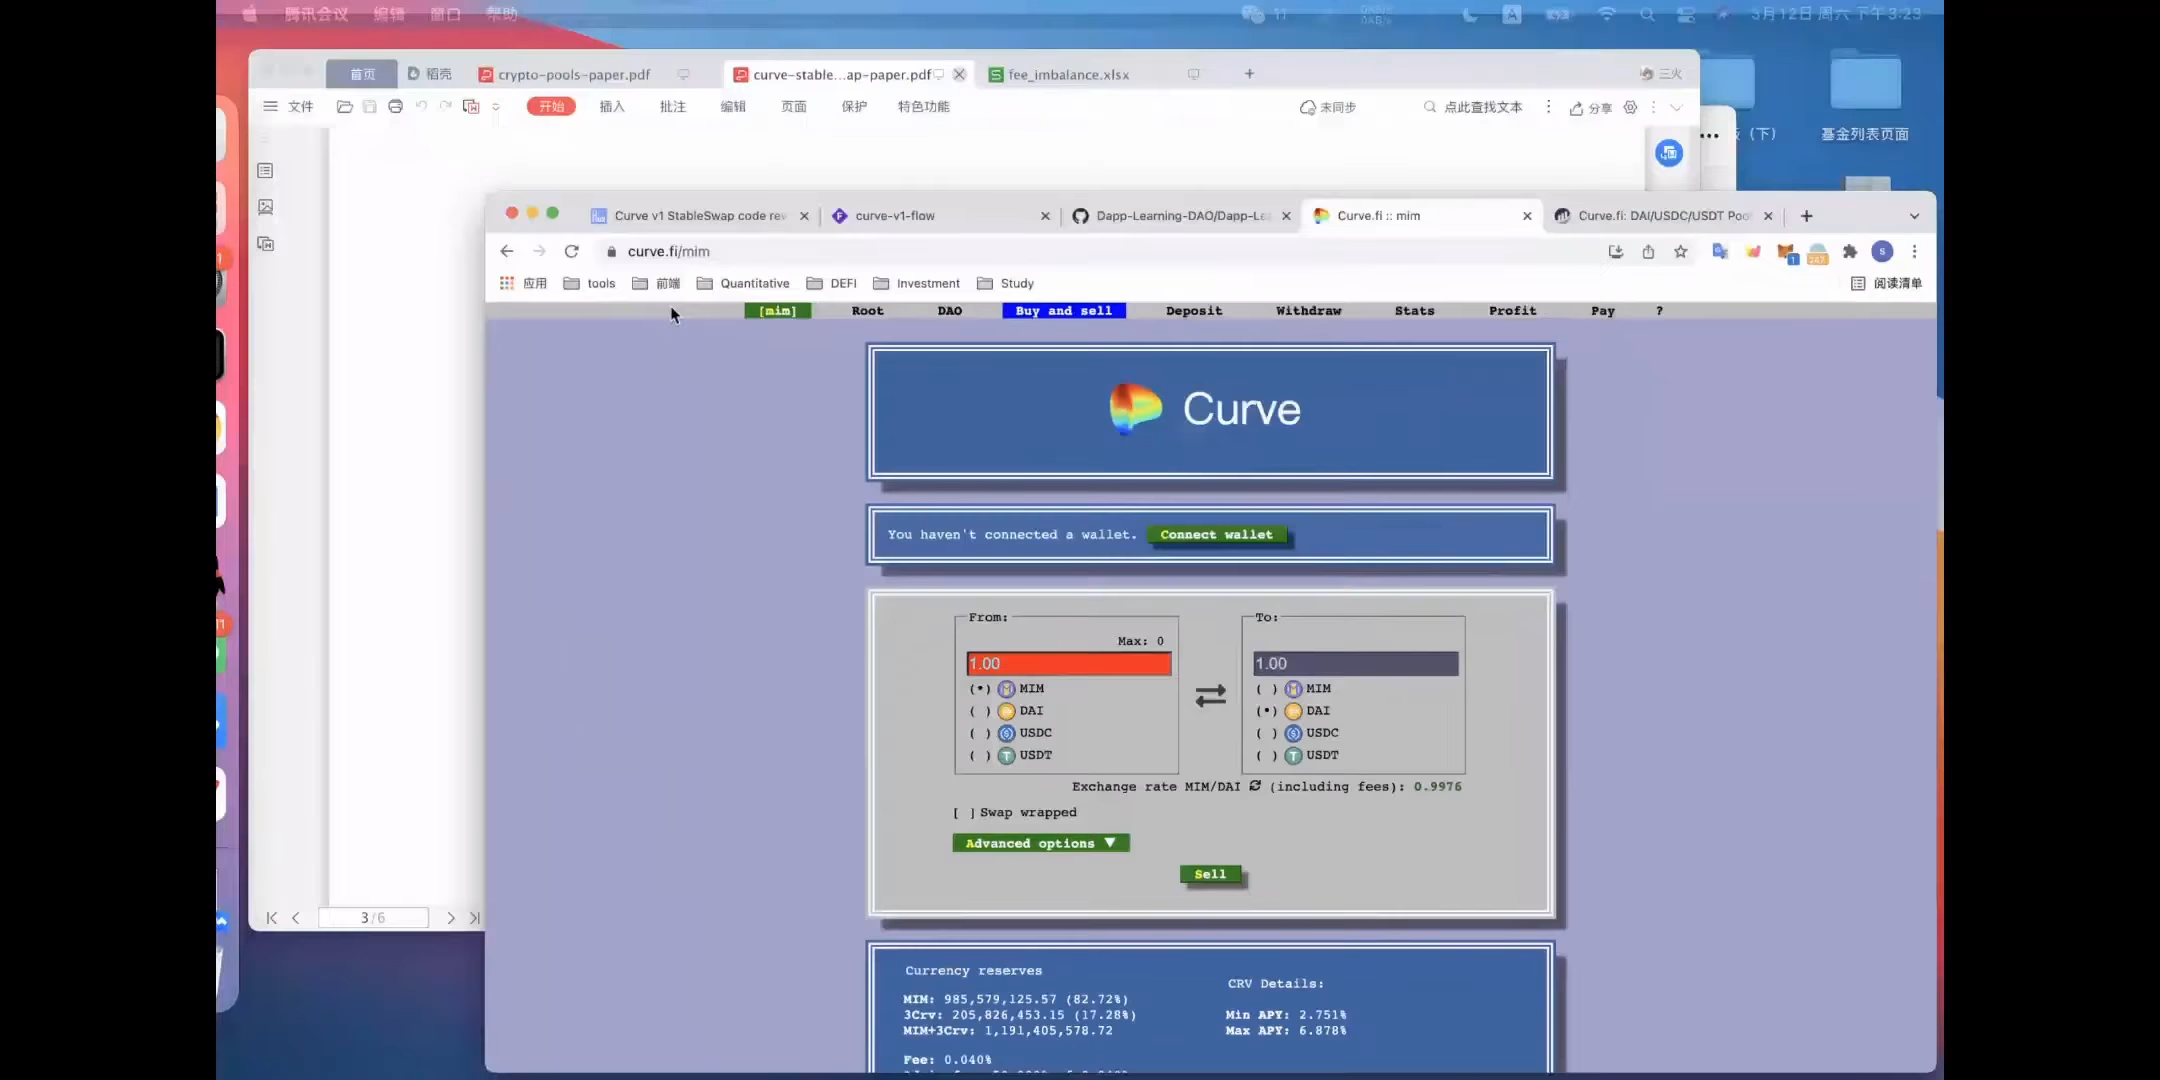 腾讯会议 编辑 窗口 帮助 11 0KB/s 0KB/s A 3月12日 周六 下午3:23
首页 稻壳 crypto-pools-paper.pdf curve-stable...ap-paper.pdf fee_imbalance.xlsx + 三火
文件 开始 插入 批注 编辑 页面 保护 特色功能 未同步 点此查找文本 分享
（下） 基金列表页面
Curve v1 StableSwap code rev curve-v1-flow Dapp-Learning-DAO/Dapp-Le Curve.fi :: mim Curve.fi: DAI/USDC/USDT Poo
curve.fi/mim
应用 tools 前端 Quantitative DEFI Investment Study 阅读清单
[mim] Root DAO Buy and sell Deposit Withdraw Stats Profit Pay ?
Curve
You haven't connected a wallet. Connect wallet
From: To:
Max: 0
1.00 1.00
(•) MIM ( ) MIM
( ) DAI (•) DAI
( ) USDC ( ) USDC
( ) USDT ( ) USDT
Exchange rate MIM/DAI (including fees): 0.9976
[ ] Swap wrapped
Advanced options ▼
Sell
3/6
Currency reserves
CRV Details:
MIM: 985,579,125.57 (82.72%)
3Crv: 205,826,453.15 (17.28%) Min APY: 2.751%
MIM+3Crv: 1,191,405,578.72 Max APY: 6.878%
Fee: 0.040%